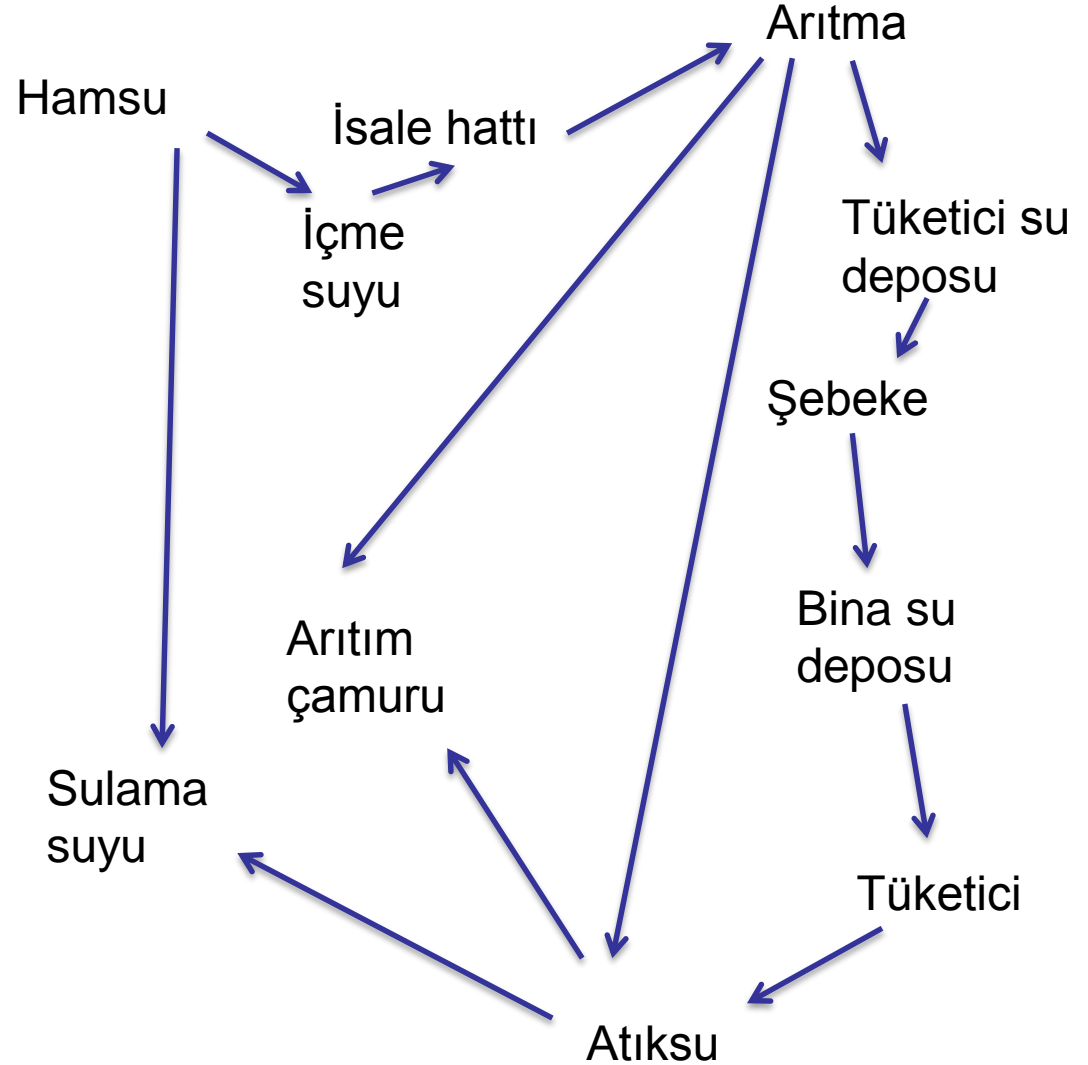 Arıtma
Hamsu
İsale hattı
İçme
suyu
Tüketici su
deposu
Şebeke
Bina su
deposu
Arıtım
çamuru
Sulama
suyu
Tüketici
Atıksu